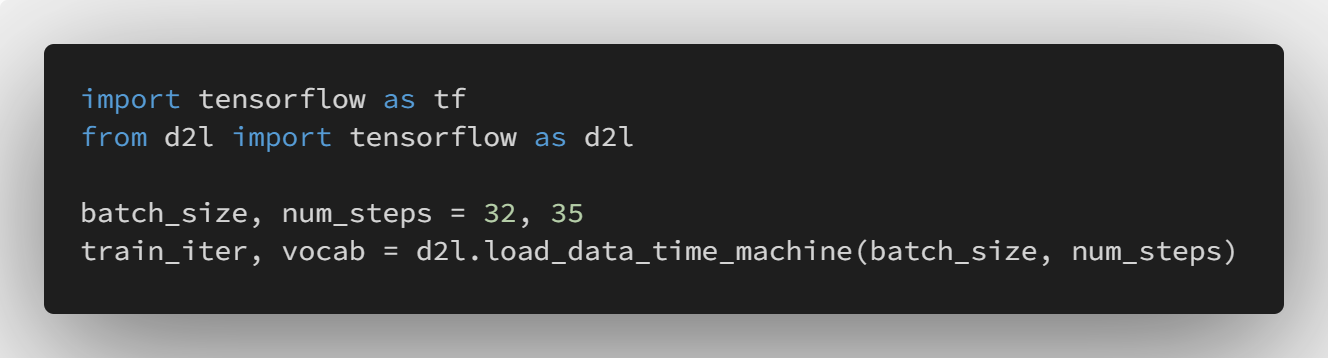 import tensorflow as tf
from d2l import tensorflow as d2l
batch_size, num_steps = 32, 35
train_iter, vocab = d2l.load_data_time_machine(batch_size, num_steps)